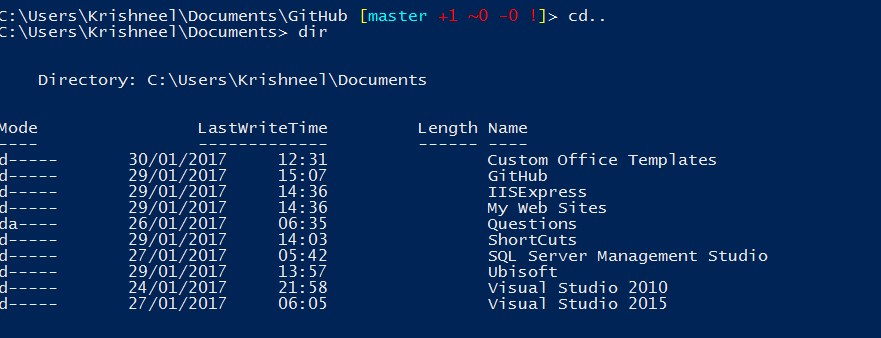 C:\Users\Krishneel\Documents\GitHub [master +1 ~0 -0 !]> cd..
C:\Users\Krishneel\Documents> dir
Directory: C:\Users\Krishneel\Documents
Mode LastWriteTime Length Name
---- ------------- ------ ----
d----- 30/01/2017 12:31 Custom Office Templates
d----- 29/01/2017 15:07 GitHub
d----- 29/01/2017 14:36 IISExpress
d----- 29/01/2017 14:36 My Web Sites
da---- 26/01/2017 06:35 Questions
d----- 29/01/2017 14:03 ShortCuts
d----- 27/01/2017 05:42 SQL Server Management Studio
d----- 29/01/2017 13:57 Ubisoft
d----- 24/01/2017 21:58 Visual Studio 2010
d----- 27/01/2017 06:05 Visual Studio 2015